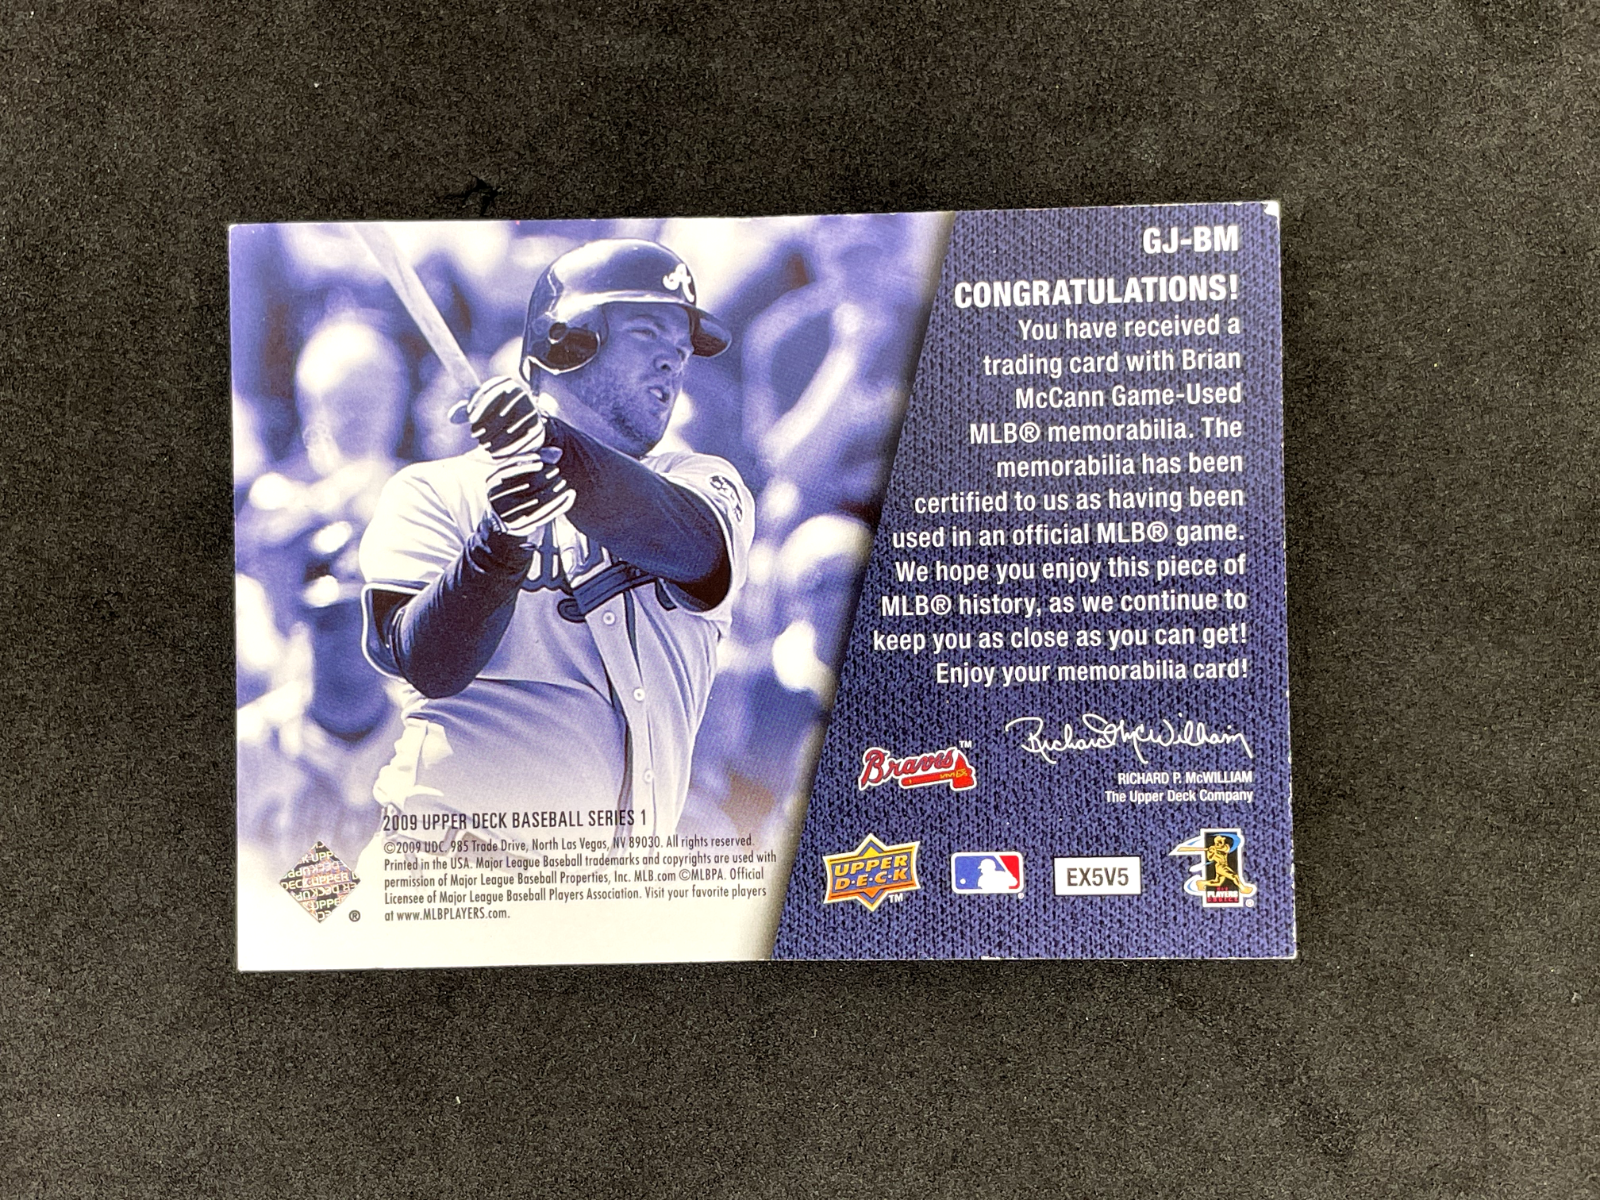 GJ-BM
CONGRATULATIONS!
You have received a
trading card with Brian
McCann Game-Used
MLB® memorabilia. The
memorabilia has been
certified to us as having been
used in an official MLB® game.
We hope you enjoy this piece of
MLB® history, as we continue to
keep you as close as you can get!
Enjoy your memorabilia card!
Richard McWilliam
RICHARD P. McWILLIAM
The Upper Deck Company
Braves™
2009 UPPER DECK BASEBALL SERIES 1
©2009 UDC. 985 Trade Drive, North Las Vegas, NV 89030. All rights reserved.
Printed in the USA. Major League Baseball trademarks and copyrights are used with
permission of Major League Baseball Properties, Inc. MLB.com ©MLBPA. Official
Licensee of Major League Baseball Players Association. Visit your favorite players
at www.MLBPLAYERS.com.
®
UPPER
D·E·C·K
™
EX5V5
PLAYERS
CHOICE
®